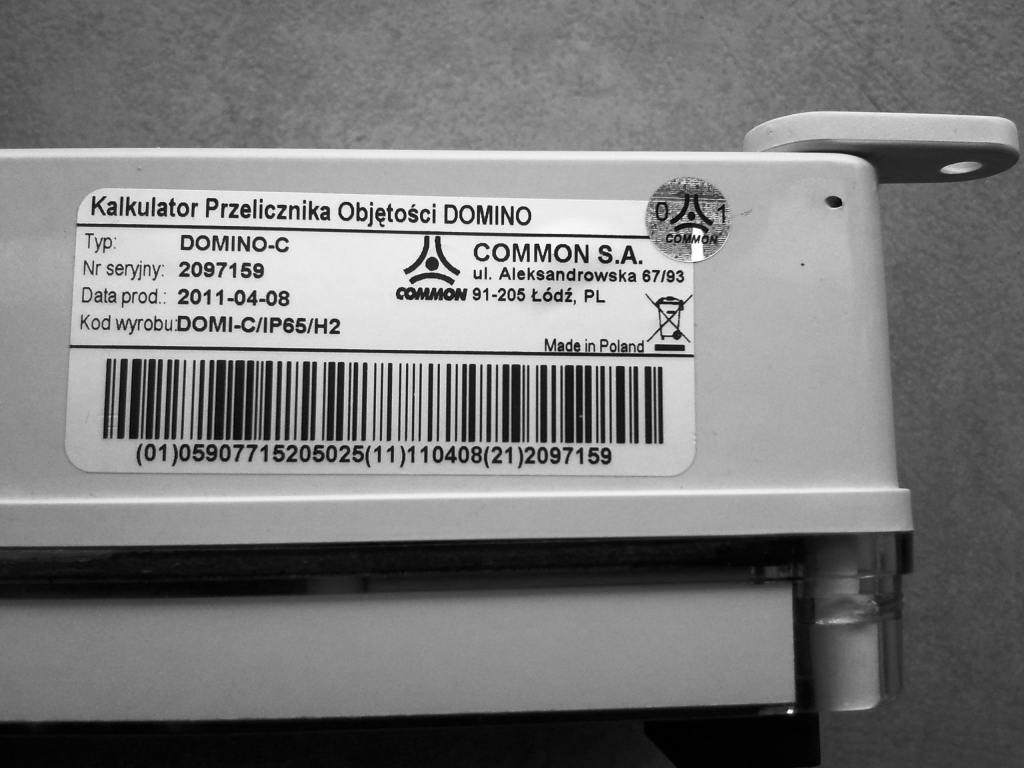 Kalkulator Przelicznika Objętości DOMINO
0 1
COMMON
Typ: DOMINO-C
Nr seryjny: 2097159
Data prod.: 2011-04-08
Kod wyrobu: DOMI-C/IP65/H2
COMMON
COMMON S.A.
ul. Aleksandrowska 67/93
91-205 Łódź, PL
Made in Poland
(01)05907715205025(11)110408(21)2097159